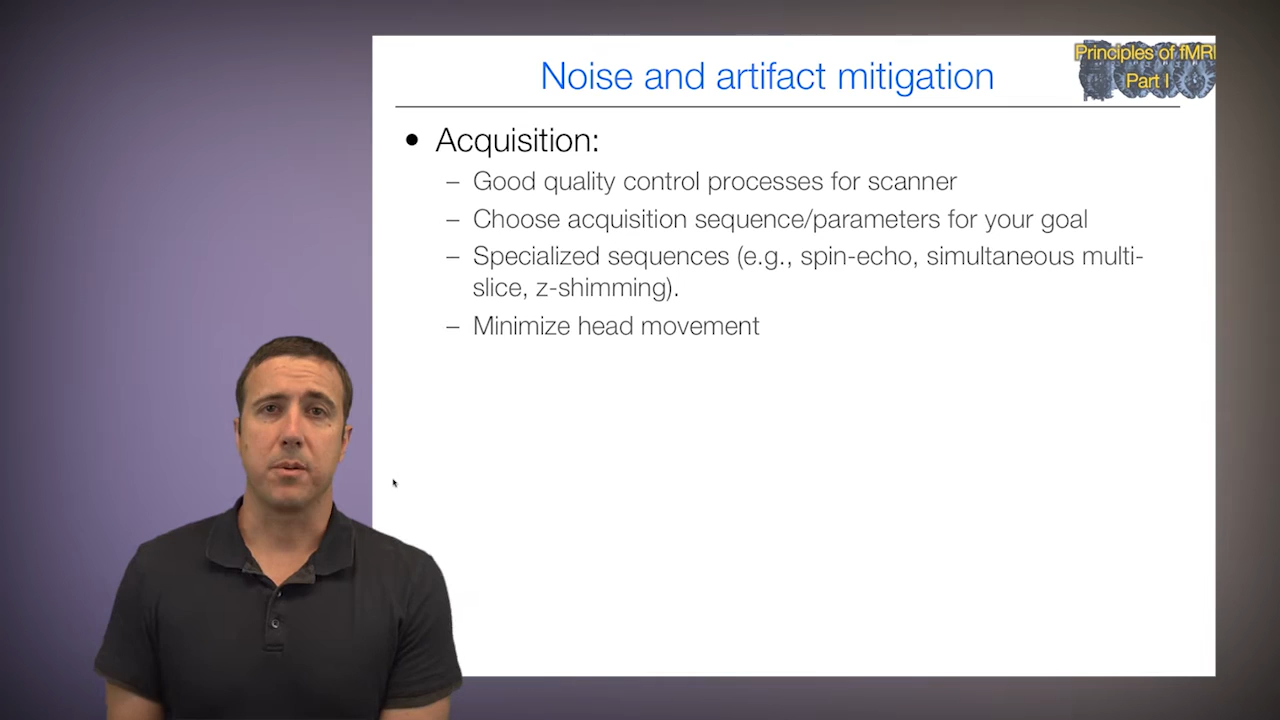 Noise and artifact mitigation
Principles of fMRI
Part I
• Acquisition:
– Good quality control processes for scanner
– Choose acquisition sequence/parameters for your goal
– Specialized sequences (e.g., spin-echo, simultaneous multi-
slice, z-shimming).
– Minimize head movement